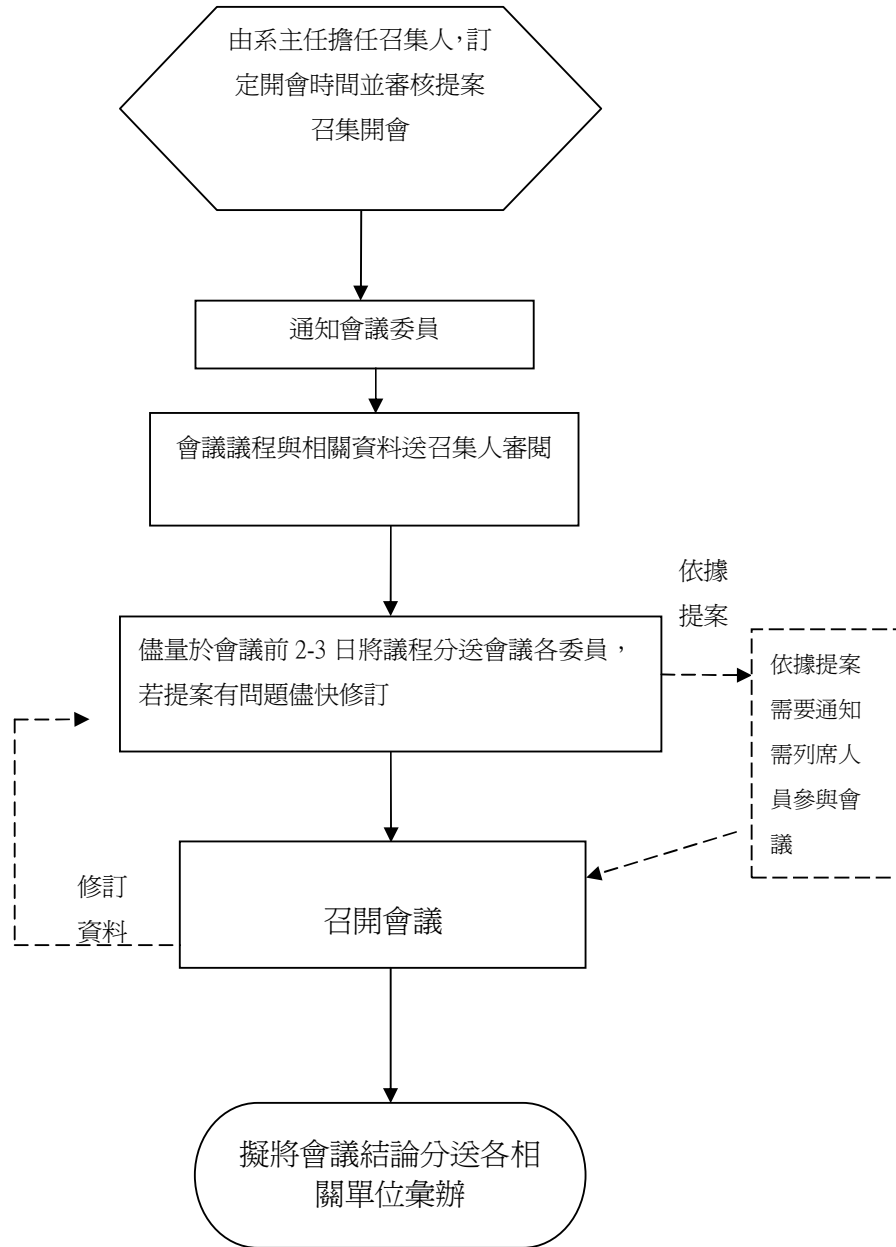 由系主任擔任召集人，訂
定開會時間並審核提案
召集開會
通知會議委員
會議議程與相關資料送召集人審閱
依據
提案
儘量於會議前 2-3 日將議程分送會議各委員，
若提案有問題儘快修訂
依據提案
需要通知
需列席人
員參與會
議
修訂
資料
召開會議
擬將會議結論分送各相
關單位彙辦